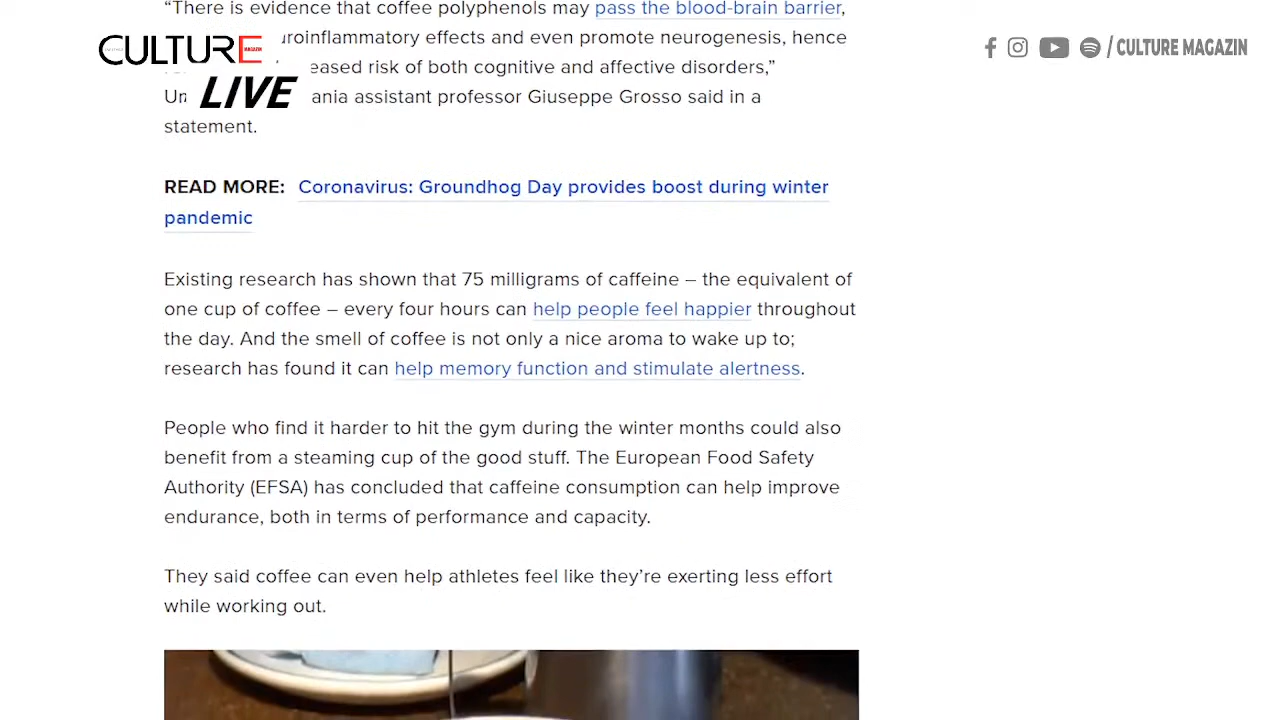 “There is evidence that coffee polyphenols may pass the blood-brain barrier,
CULTURE
effects and even promote neurogenesis, hence
risk of both cognitive and affective disorders,”
LIVE
assistant professor Giuseppe Grosso said in a
statement.
/ CULTURE MAGAZIN
READ MORE: Coronavirus: Groundhog Day provides boost during winter
pandemic
Existing research has shown that 75 milligrams of caffeine – the equivalent of
one cup of coffee – every four hours can help people feel happier throughout
the day. And the smell of coffee is not only a nice aroma to wake up to;
research has found it can help memory function and stimulate alertness.
People who find it harder to hit the gym during the winter months could also
benefit from a steaming cup of the good stuff. The European Food Safety
Authority (EFSA) has concluded that caffeine consumption can help improve
endurance, both in terms of performance and capacity.
They said coffee can even help athletes feel like they’re exerting less effort
while working out.